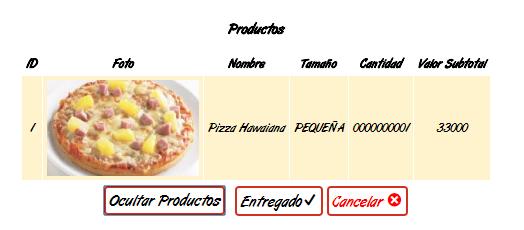 Productos
ID Foto Nombre Tamaño Cantidad Valor Subtotal
1 Pizza Hawaiana PEQUEÑA 000000001 33000
Ocultar Productos Entregado✓ Cancelar